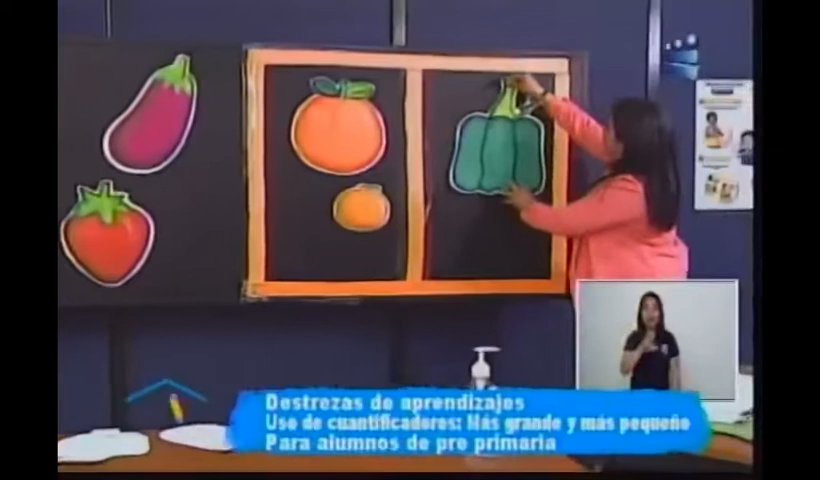 Destrezas de aprendizajes
Uso de cuantificadores: Más grande y más pequeño
Para alumnos de pre primaria